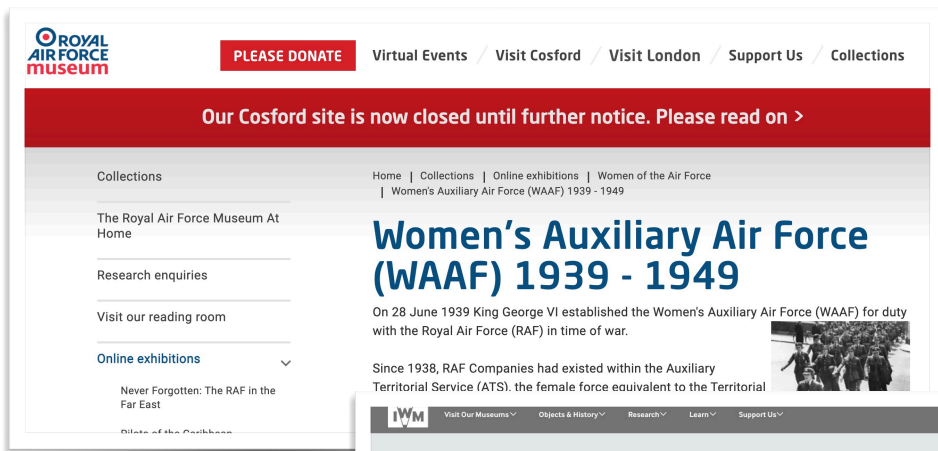 ROYAL
AIR FORCE
museum
PLEASE DONATE
Virtual Events
Visit Cosford
Visit London
Support Us
Collections
Our Cosford site is now closed until further notice. Please read on >
Collections
The Royal Air Force Museum At
Home
Research enquiries
Visit our reading room
Online exhibitions
Never Forgotten: The RAF in the
Far East
Pilots of the Caribbean
Home | Collections | Online exhibitions | Women of the Air Force
| Women's Auxiliary Air Force (WAAF) 1939 - 1949
Women's Auxiliary Air Force
(WAAF) 1939 - 1949
On 28 June 1939 King George VI established the Women's Auxiliary Air Force (WAAF) for duty
with the Royal Air Force (RAF) in time of war.
Since 1938, RAF Companies had existed within the Auxiliary
Territorial Service (ATS), the female force equivalent to the Territorial
IWM
Visit Our Museums
Objects & History
Research
Learn
Support Us